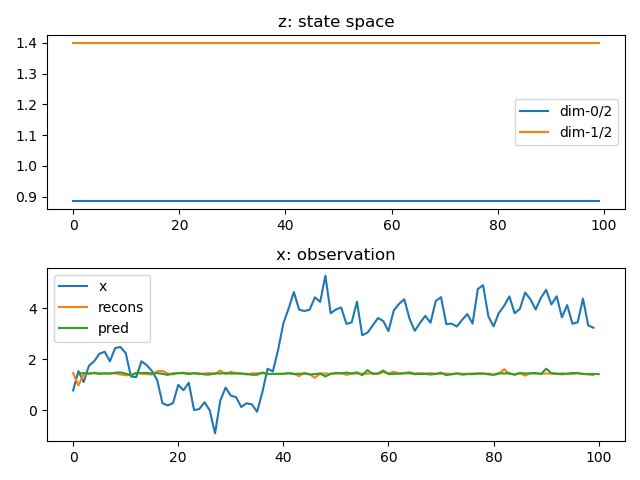 z: state space
1.4
1.3
1.2
1.1
1.0
0.9
dim-0/2
dim-1/2
0 20 40 60 80 100
x: observation
4
2
0
x
recons
pred
0 20 40 60 80 100